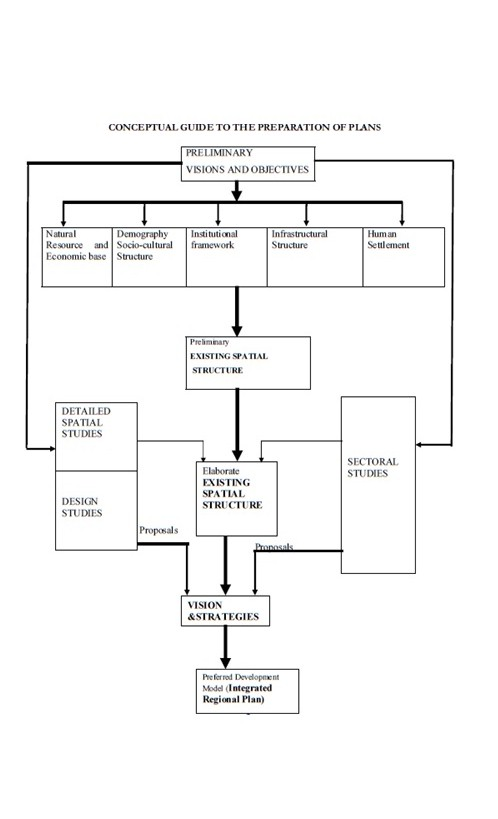 CONCEPTUAL GUIDE TO THE PREPARATION OF PLANS
PRELIMINARY
VISIONS AND OBJECTIVES
Natural
Resource and
Economic base
Demography
Socio-cultural
Structure
Institutional
framework
Infrastructural
Structure
Human
Settlement
Preliminary
EXISTING SPATIAL
STRUCTURE
DETAILED
SPATIAL
STUDIES
SECTORAL
STUDIES
Elaborate
EXISTING
SPATIAL
STRUCTURE
DESIGN
STUDIES
Proposals
Proposals
VISION
&STRATEGIES
Preferred Development
Model (Integrated
Regional Plan)